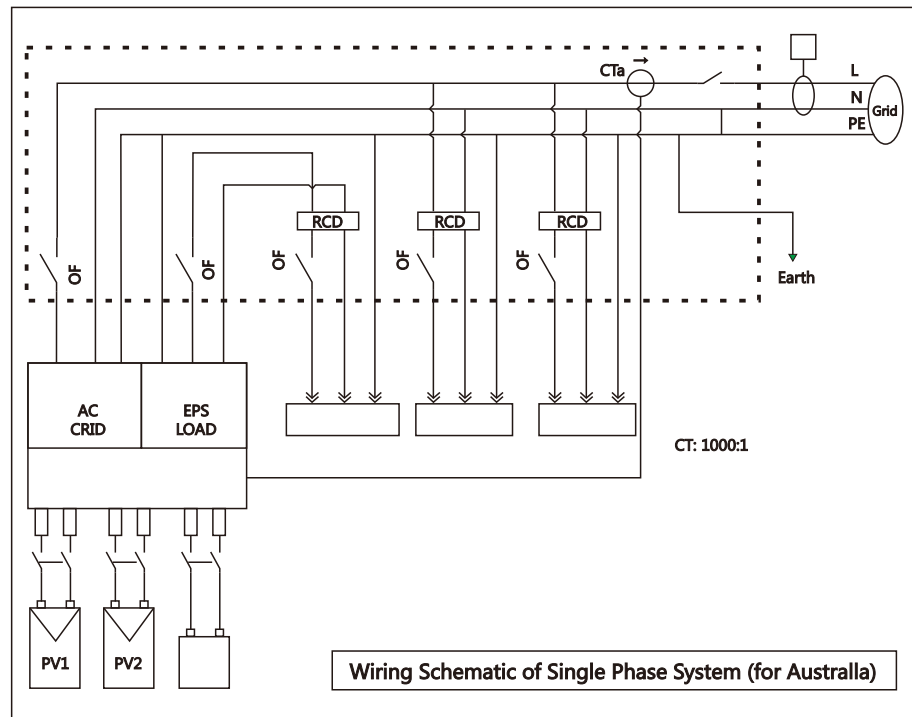 CTa
L
N
PE
Grid
RCD
RCD
RCD
OF
OF
OF
OF
OF
Earth
AC
CRID
EPS
LOAD
CT: 1000:1
PV1
PV2
Wiring Schematic of Single Phase System (for Australla)